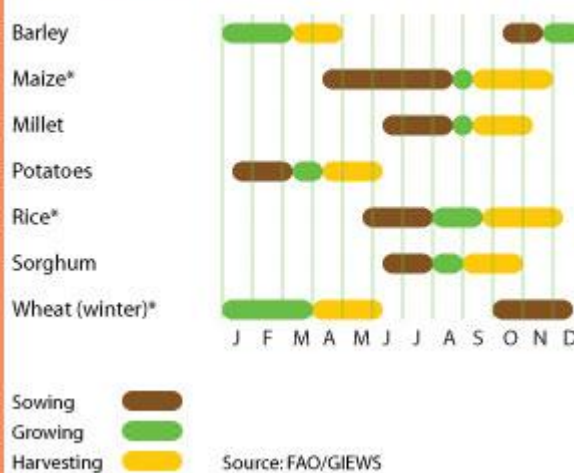 Barley
Maize*
Millet
Potatoes
Rice*
Sorghum
Wheat (winter)*
J F M A M J J A S O N D
Sowing
Growing
Harvesting
Source: FAO/GIEWS